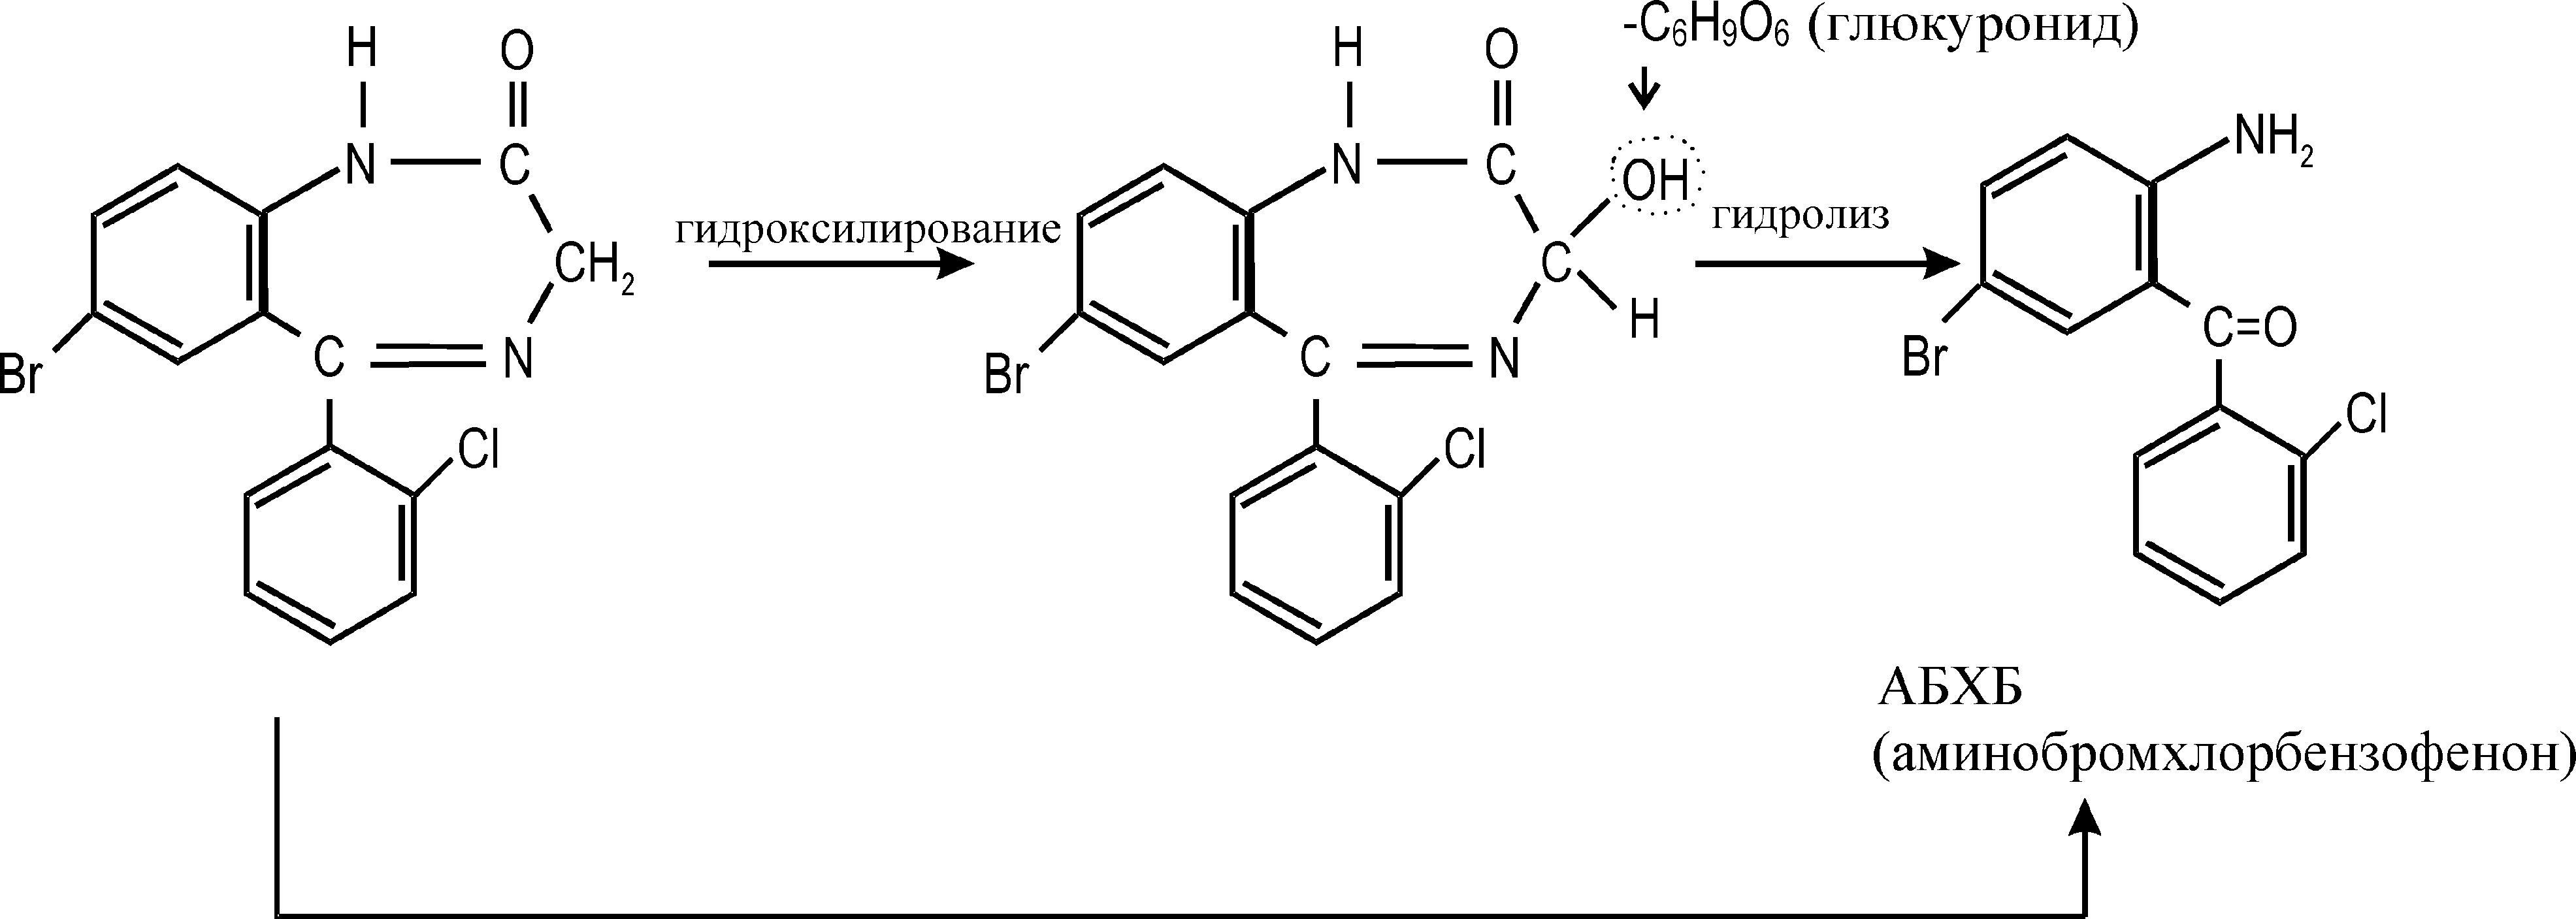 -C6H9O6 (глюкуронид)
H
O
N
C
CH2
N
C
Br
Cl
гидроксилирование
H
O
N
C
OH
C
H
N
C
Br
Cl
гидролиз
NH2
Br
C=O
Cl
АБХБ
(аминобромхлорбензофенон)